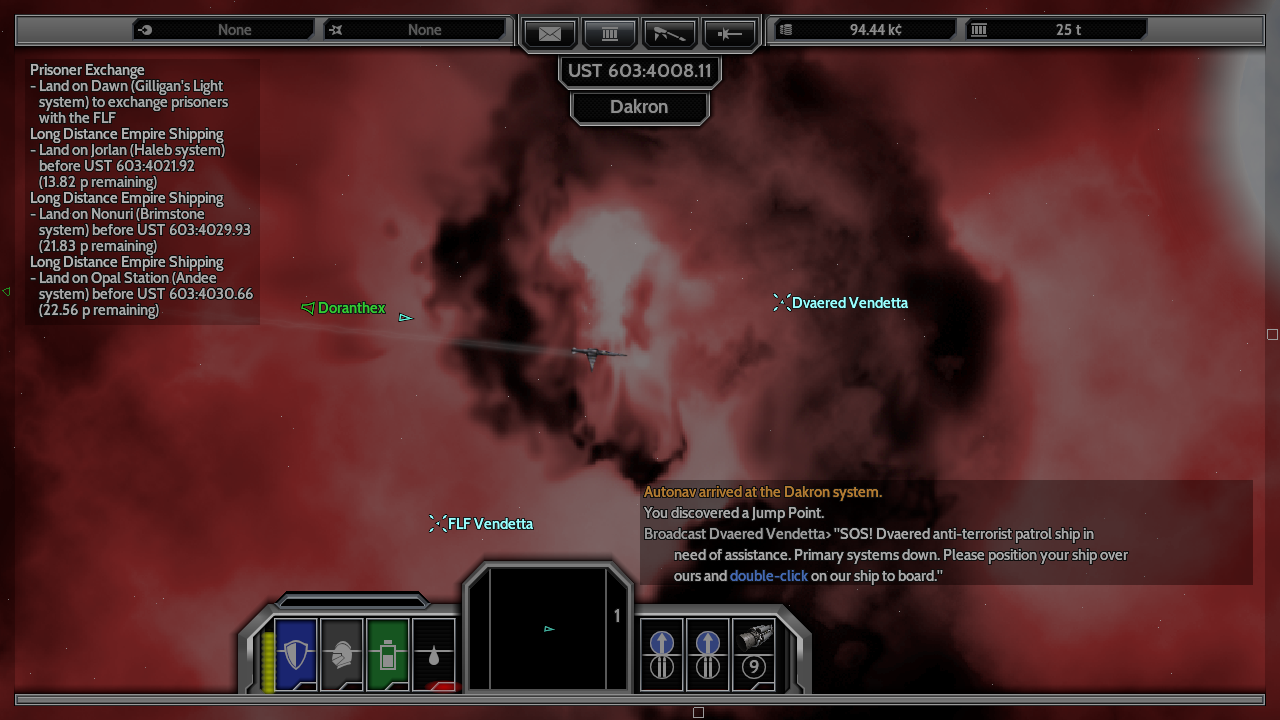 None
None
94.44 k¢
25 t
UST 603:4008.11
Dakron
Prisoner Exchange
- Land on Dawn (Gilligan's Light
system) to exchange prisoners
with the FLF
Long Distance Empire Shipping
- Land on Jorlan (Haleb system)
before UST 603:4021.92
(13.82 p remaining)
Long Distance Empire Shipping
- Land on Nonuri (Brimstone
system) before UST 603:4029.93
(21.83 p remaining)
Long Distance Empire Shipping
- Land on Opal Station (Andee
system) before UST 603:4030.66
(22.56 p remaining)
Doranthex
Dvaered Vendetta
FLF Vendetta
Autonav arrived at the Dakron system.
You discovered a Jump Point.
Broadcast Dvaered Vendetta> "SOS! Dvaered anti-terrorist patrol ship in
need of assistance. Primary systems down. Please position your ship over
ours and double-click on our ship to board."
1
9